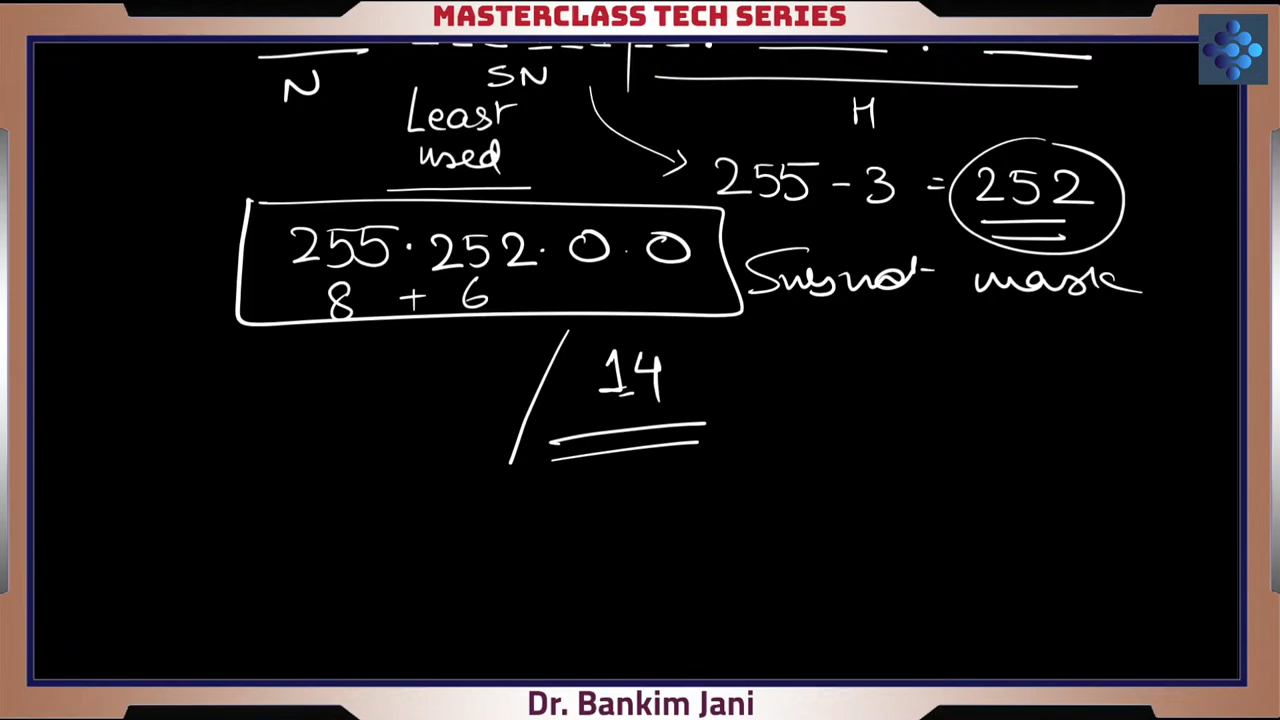 MASTERCLASS TECH SERIES
N SN H
Least
used
255 - 3 = 252
255.252.0.0
Subnet mask
8 + 6
/14
Dr. Bankim Jani